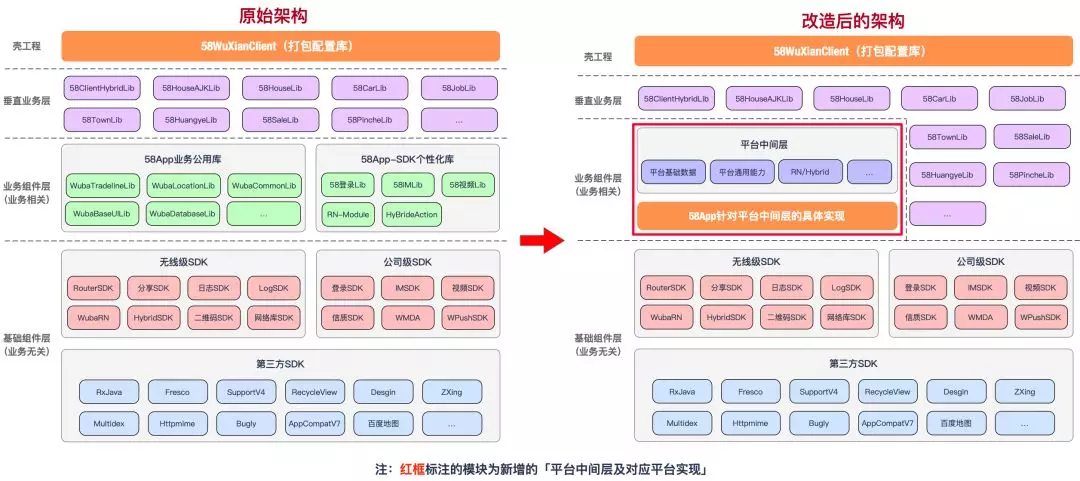 原始架构
壳工程
58WuXianClient（打包配置库）
垂直业务层
58ClientHybridLib
58HouseAJKLib
58HouseLib
58CarLib
58JobLib
58TownLib
58HuangyeLib
58SaleLib
58PincheLib
...
业务组件层
（业务相关）
58App业务公用库
WubaTradelineLib
WubaLocationLib
WubaCommonLib
WubaBaseUILib
WubaDatabaseLib
...
58App-SDK个性化库
58登录Lib
58IMLib
58视频Lib
RN-Module
HyBrideAction
基础组件层
（业务无关）
无线级SDK
RouterSDK
分享SDK
日志SDK
LogSDK
WubaRN
HybridSDK
二维码SDK
网络库SDK
公司级SDK
登录SDK
IMSDK
视频SDK
信质SDK
WMDA
WPushSDK
第三方SDK
RxJava
Fresco
SupportV4
RecycleView
Desgin
ZXing
Multidex
HttpmIme
Bugly
AppCompatV7
百度地图
...
改造后的架构
壳工程
58WuXianClient（打包配置库）
垂直业务层
58ClientHybridLib
58HouseAJKLib
58HouseLib
58CarLib
58JobLib
58TownLib
58SaleLib
58HuangyeLib
58PincheLib
...
业务组件层
（业务相关）
平台中间层
平台基础数据
平台通用能力
RN/Hybrid
...
58App针对平台中间层的具体实现
基础组件层
（业务无关）
无线级SDK
RouterSDK
分享SDK
日志SDK
LogSDK
WubaRN
HybridSDK
二维码SDK
网络库SDK
公司级SDK
登录SDK
IMSDK
视频SDK
信质SDK
WMDA
WPushSDK
第三方SDK
RxJava
Fresco
SupportV4
RecycleView
Desgin
ZXing
Multidex
HttpmIme
Bugly
AppCompatV7
百度地图
...
注：红框标注的模块为新增的「平台中间层及对应平台实现」